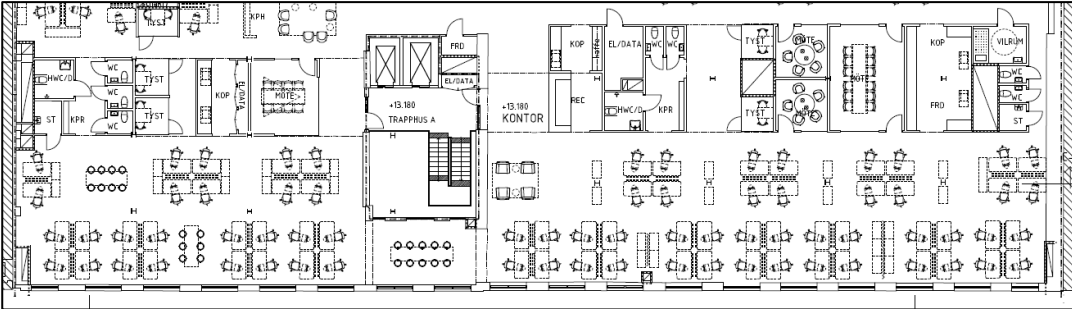 TYST
KPH
FRD
KOP
EL/DATA
WC
WC
TYST
MÖTE
KOP
VILRUM
HWC/D
WC
TYST
EL/DATA
MÖTE
WC
KOP
EL/DATA
MÖTE
WC
WC
+13.180
TRAPPHUS A
+13.180
KONTOR
REC
HWC/D
KPR
TYST
MÖTE
FRD
ST
ST
KPR
WC
TYST